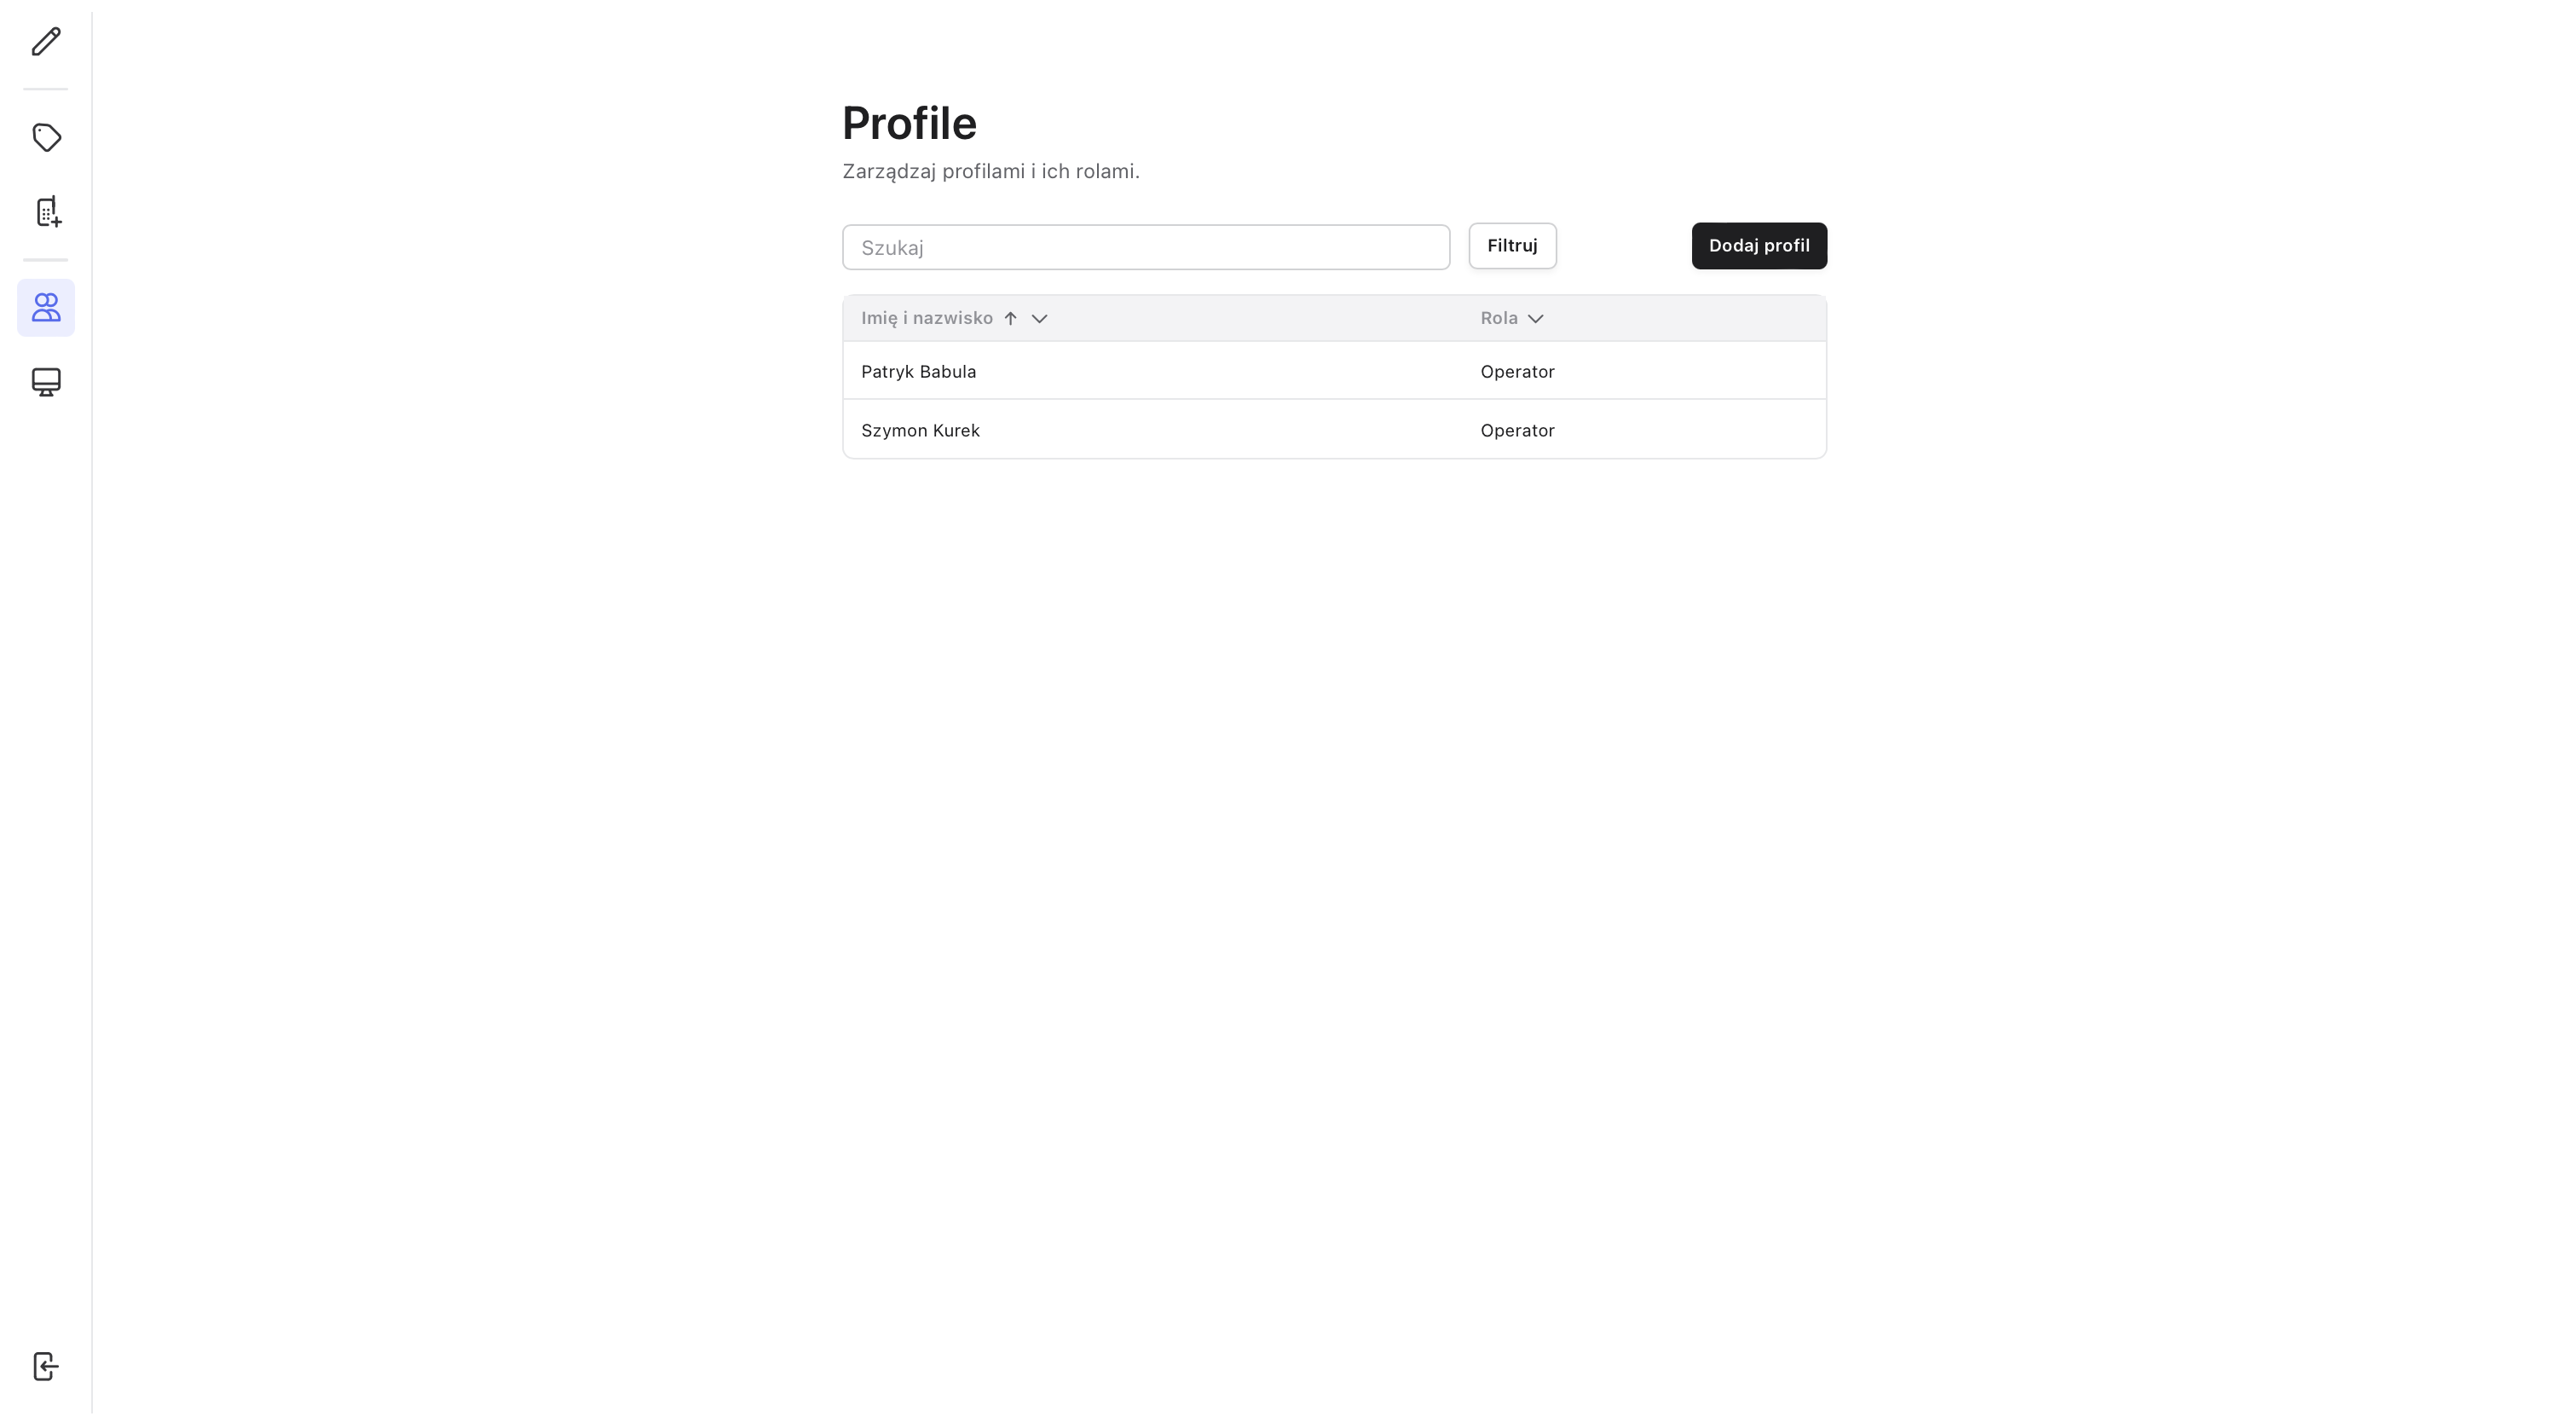 Profile
Zarządzaj profilami i ich rolami.
Szukaj
Filtruj
Dodaj profil
Imię i nazwisko
Rola
Patryk Babula
Operator
Szymon Kurek
Operator